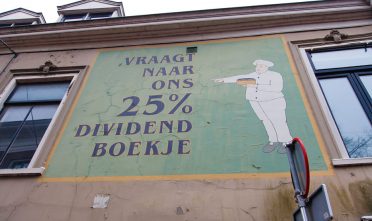 VRAAGT
NAAR
ONS
25%
DIVIDEND
BOEKJE